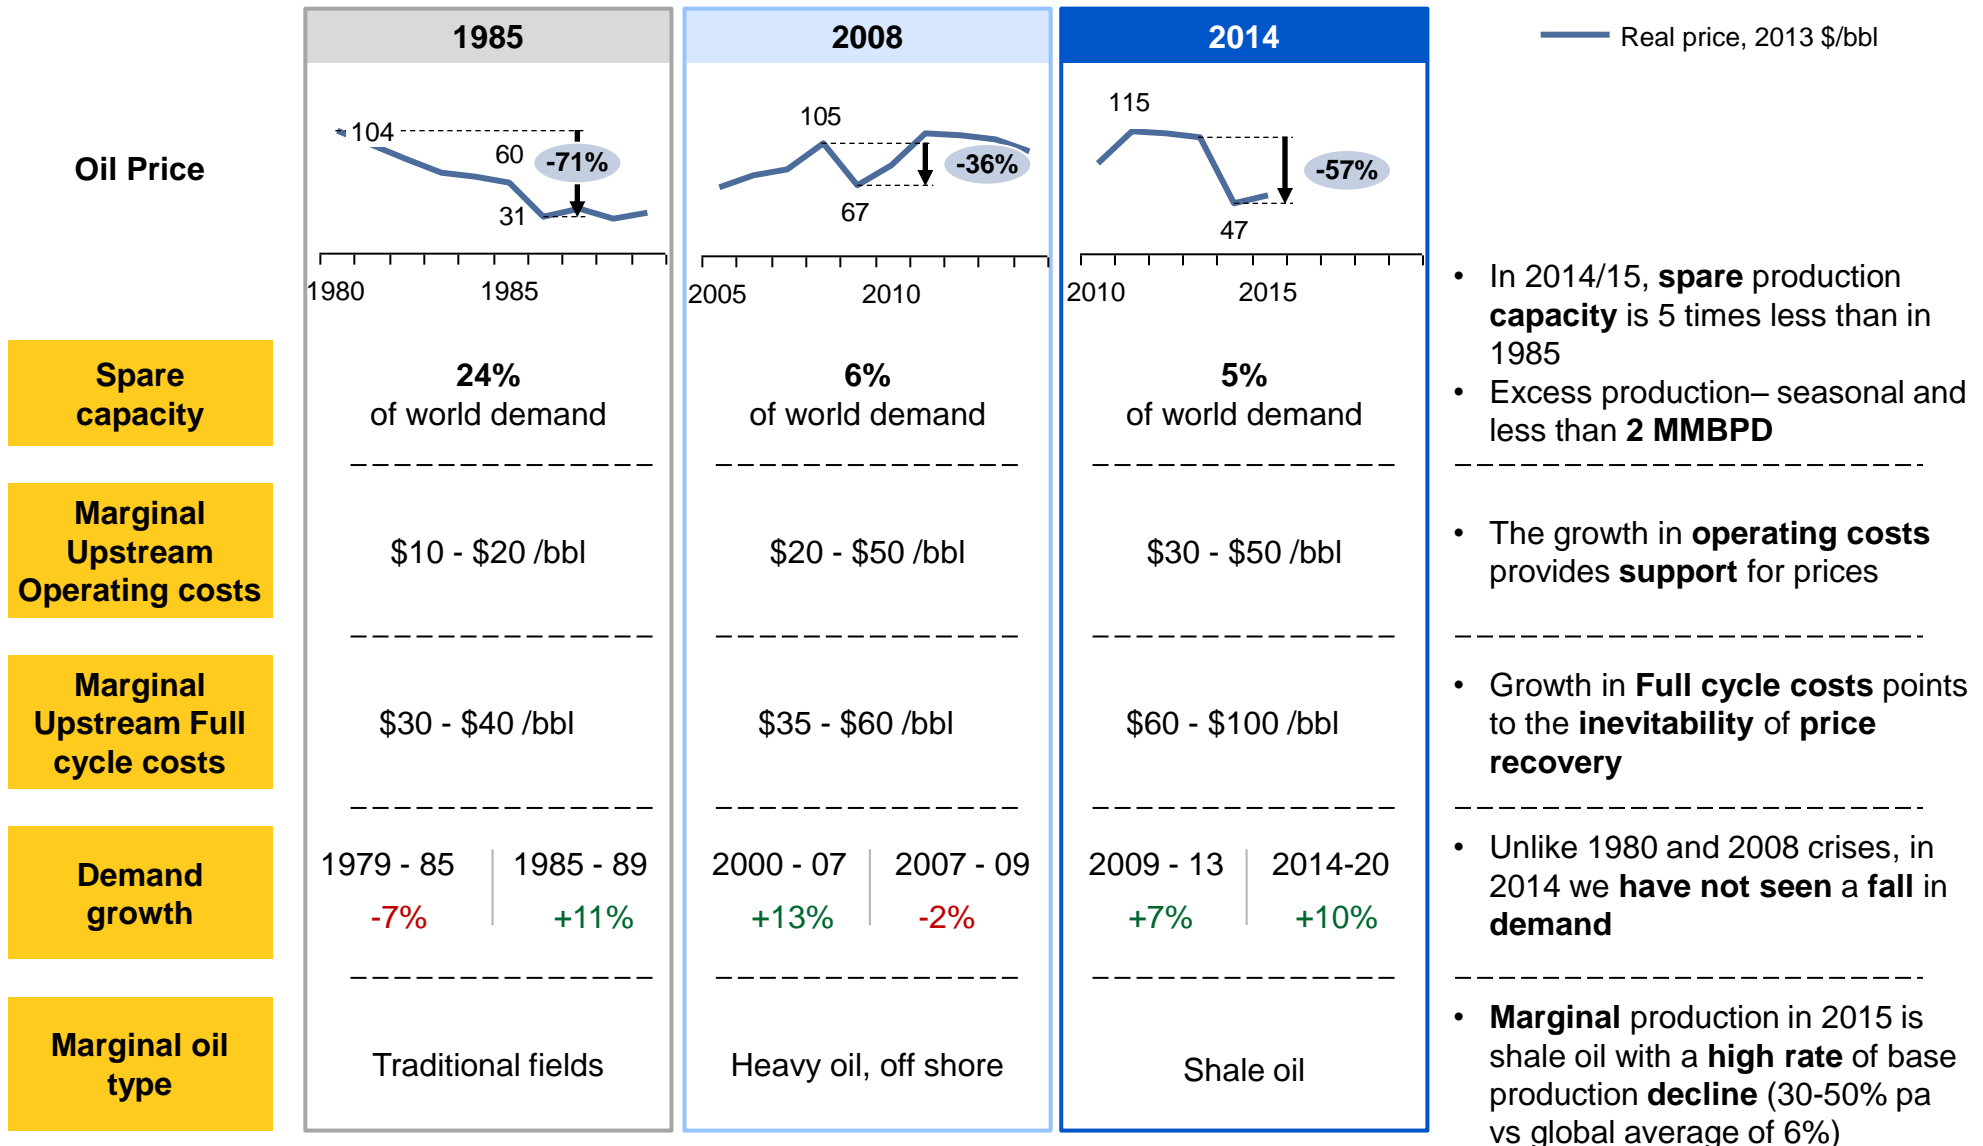 1985
2008
2014
Real price, 2013 $/bbl
Oil Price
104
60
-71%
31
1980
1985
105
-36%
67
2005
2010
115
-57%
47
2010
2015
Spare
capacity
24%
of world demand
6%
of world demand
5%
of world demand
• In 2014/15, spare production
capacity is 5 times less than in
1985
• Excess production– seasonal and
less than 2 MMBPD
Marginal
Upstream
Operating costs
$10 - $20 /bbl
$20 - $50 /bbl
$30 - $50 /bbl
• The growth in operating costs
provides support for prices
Marginal
Upstream Full
cycle costs
$30 - $40 /bbl
$35 - $60 /bbl
$60 - $100 /bbl
• Growth in Full cycle costs points
to the inevitability of price
recovery
Demand
growth
1979 - 85
-7%
1985 - 89
+11%
2000 - 07
+13%
2007 - 09
-2%
2009 - 13
+7%
2014-20
+10%
• Unlike 1980 and 2008 crises, in
2014 we have not seen a fall in
demand
Marginal oil
type
Traditional fields
Heavy oil, off shore
Shale oil
• Marginal production in 2015 is
shale oil with a high rate of base
production decline (30-50% pa
vs global average of 6%)